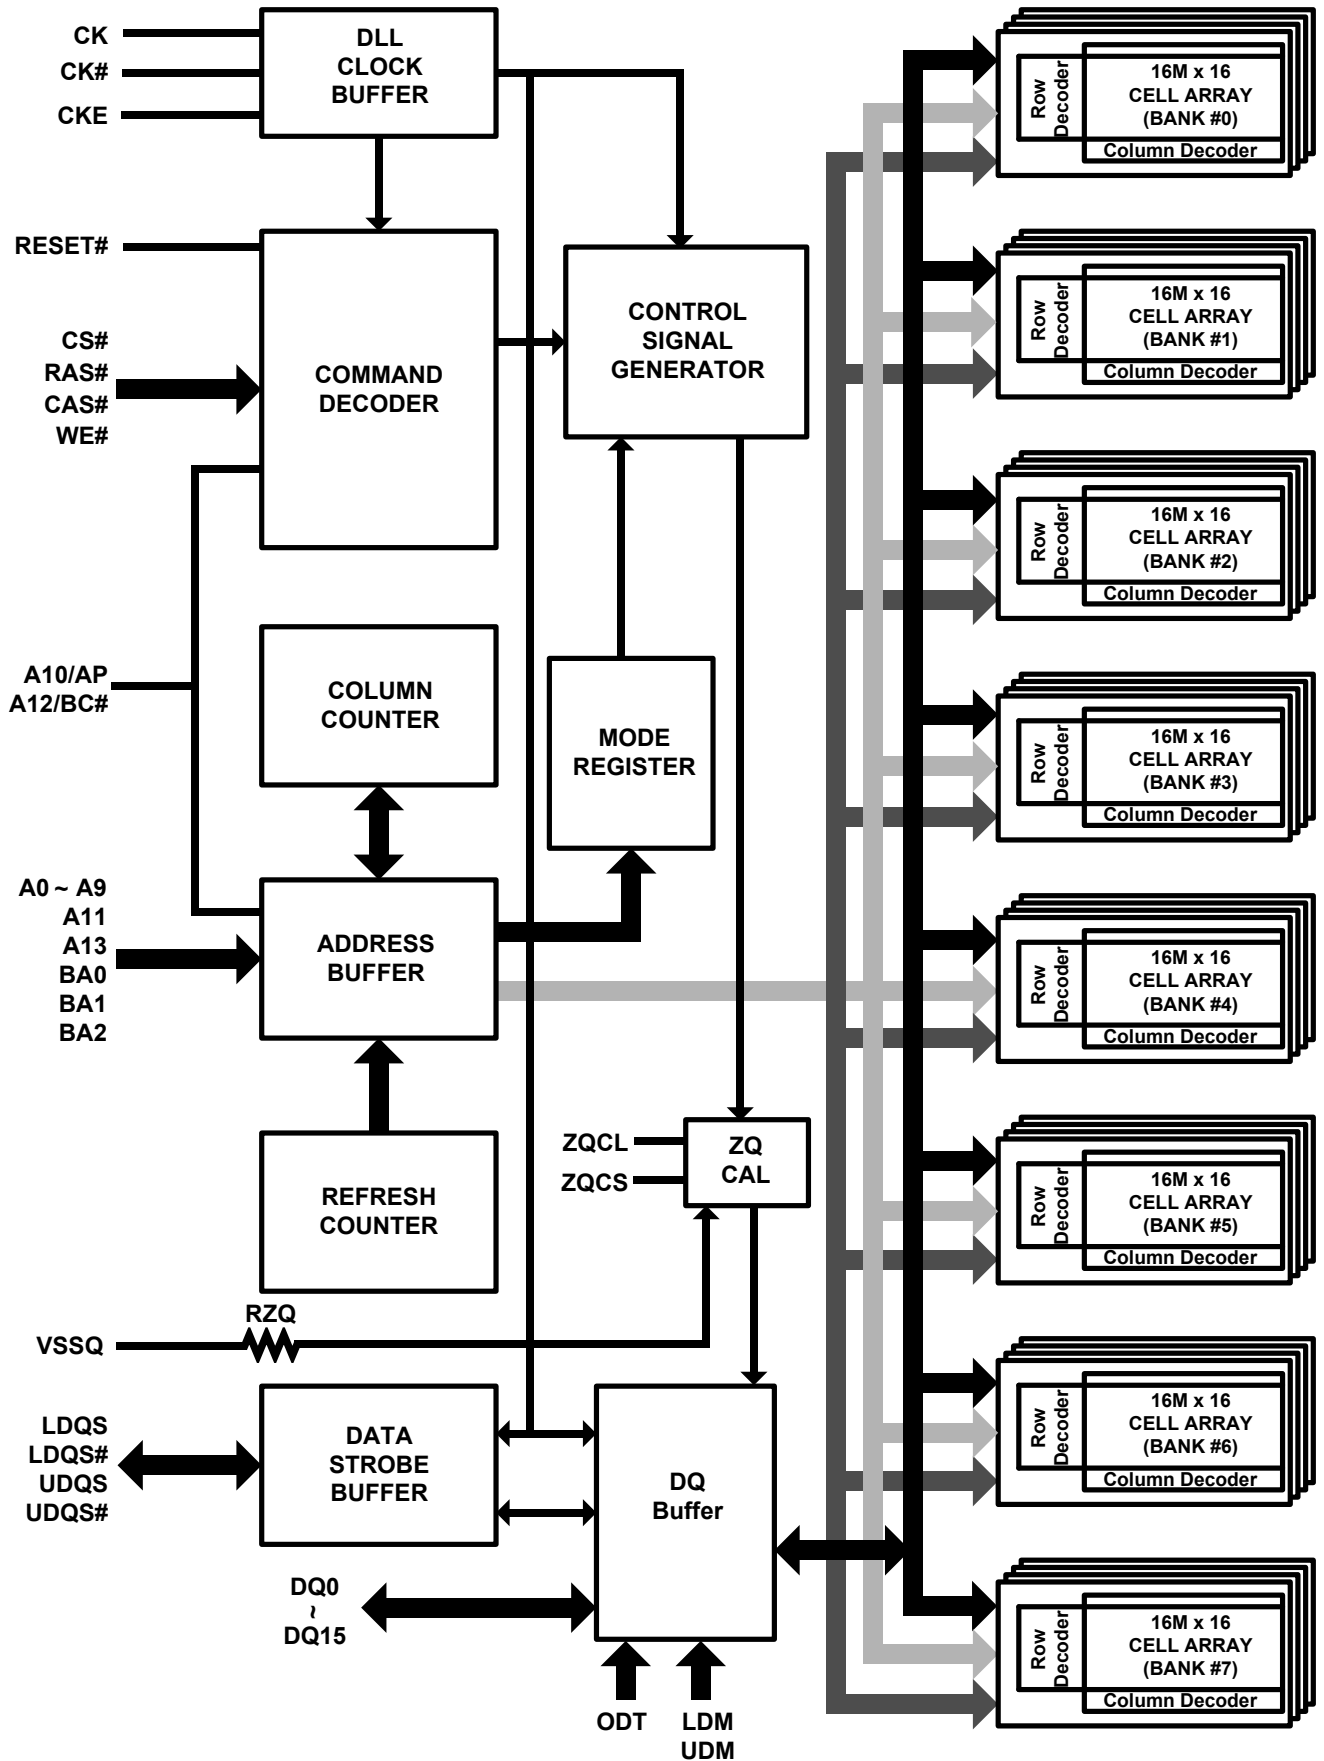 CK
CK#
CKE
DLL
CLOCK
BUFFER
RESET#
CS#
RAS#
CAS#
WE#
COMMAND
DECODER
CONTROL
SIGNAL
GENERATOR
A10/AP
A12/BC#
COLUMN
COUNTER
MODE
REGISTER
A0 ~ A9
A11
A13
BA0
BA1
BA2
ADDRESS
BUFFER
REFRESH
COUNTER
ZQCL
ZQCS
ZQ
CAL
RZQ
VSSQ
LDQS
LDQS#
UDQS
UDQS#
DATA
STROBE
BUFFER
DQ
Buffer
DQ0
~
DQ15
ODT
LDM
UDM
Row
Decoder
16M x 16
CELL ARRAY
(BANK #0)
Column Decoder
Row
Decoder
16M x 16
CELL ARRAY
(BANK #1)
Column Decoder
Row
Decoder
16M x 16
CELL ARRAY
(BANK #2)
Column Decoder
Row
Decoder
16M x 16
CELL ARRAY
(BANK #3)
Column Decoder
Row
Decoder
16M x 16
CELL ARRAY
(BANK #4)
Column Decoder
Row
Decoder
16M x 16
CELL ARRAY
(BANK #5)
Column Decoder
Row
Decoder
16M x 16
CELL ARRAY
(BANK #6)
Column Decoder
Row
Decoder
16M x 16
CELL ARRAY
(BANK #7)
Column Decoder